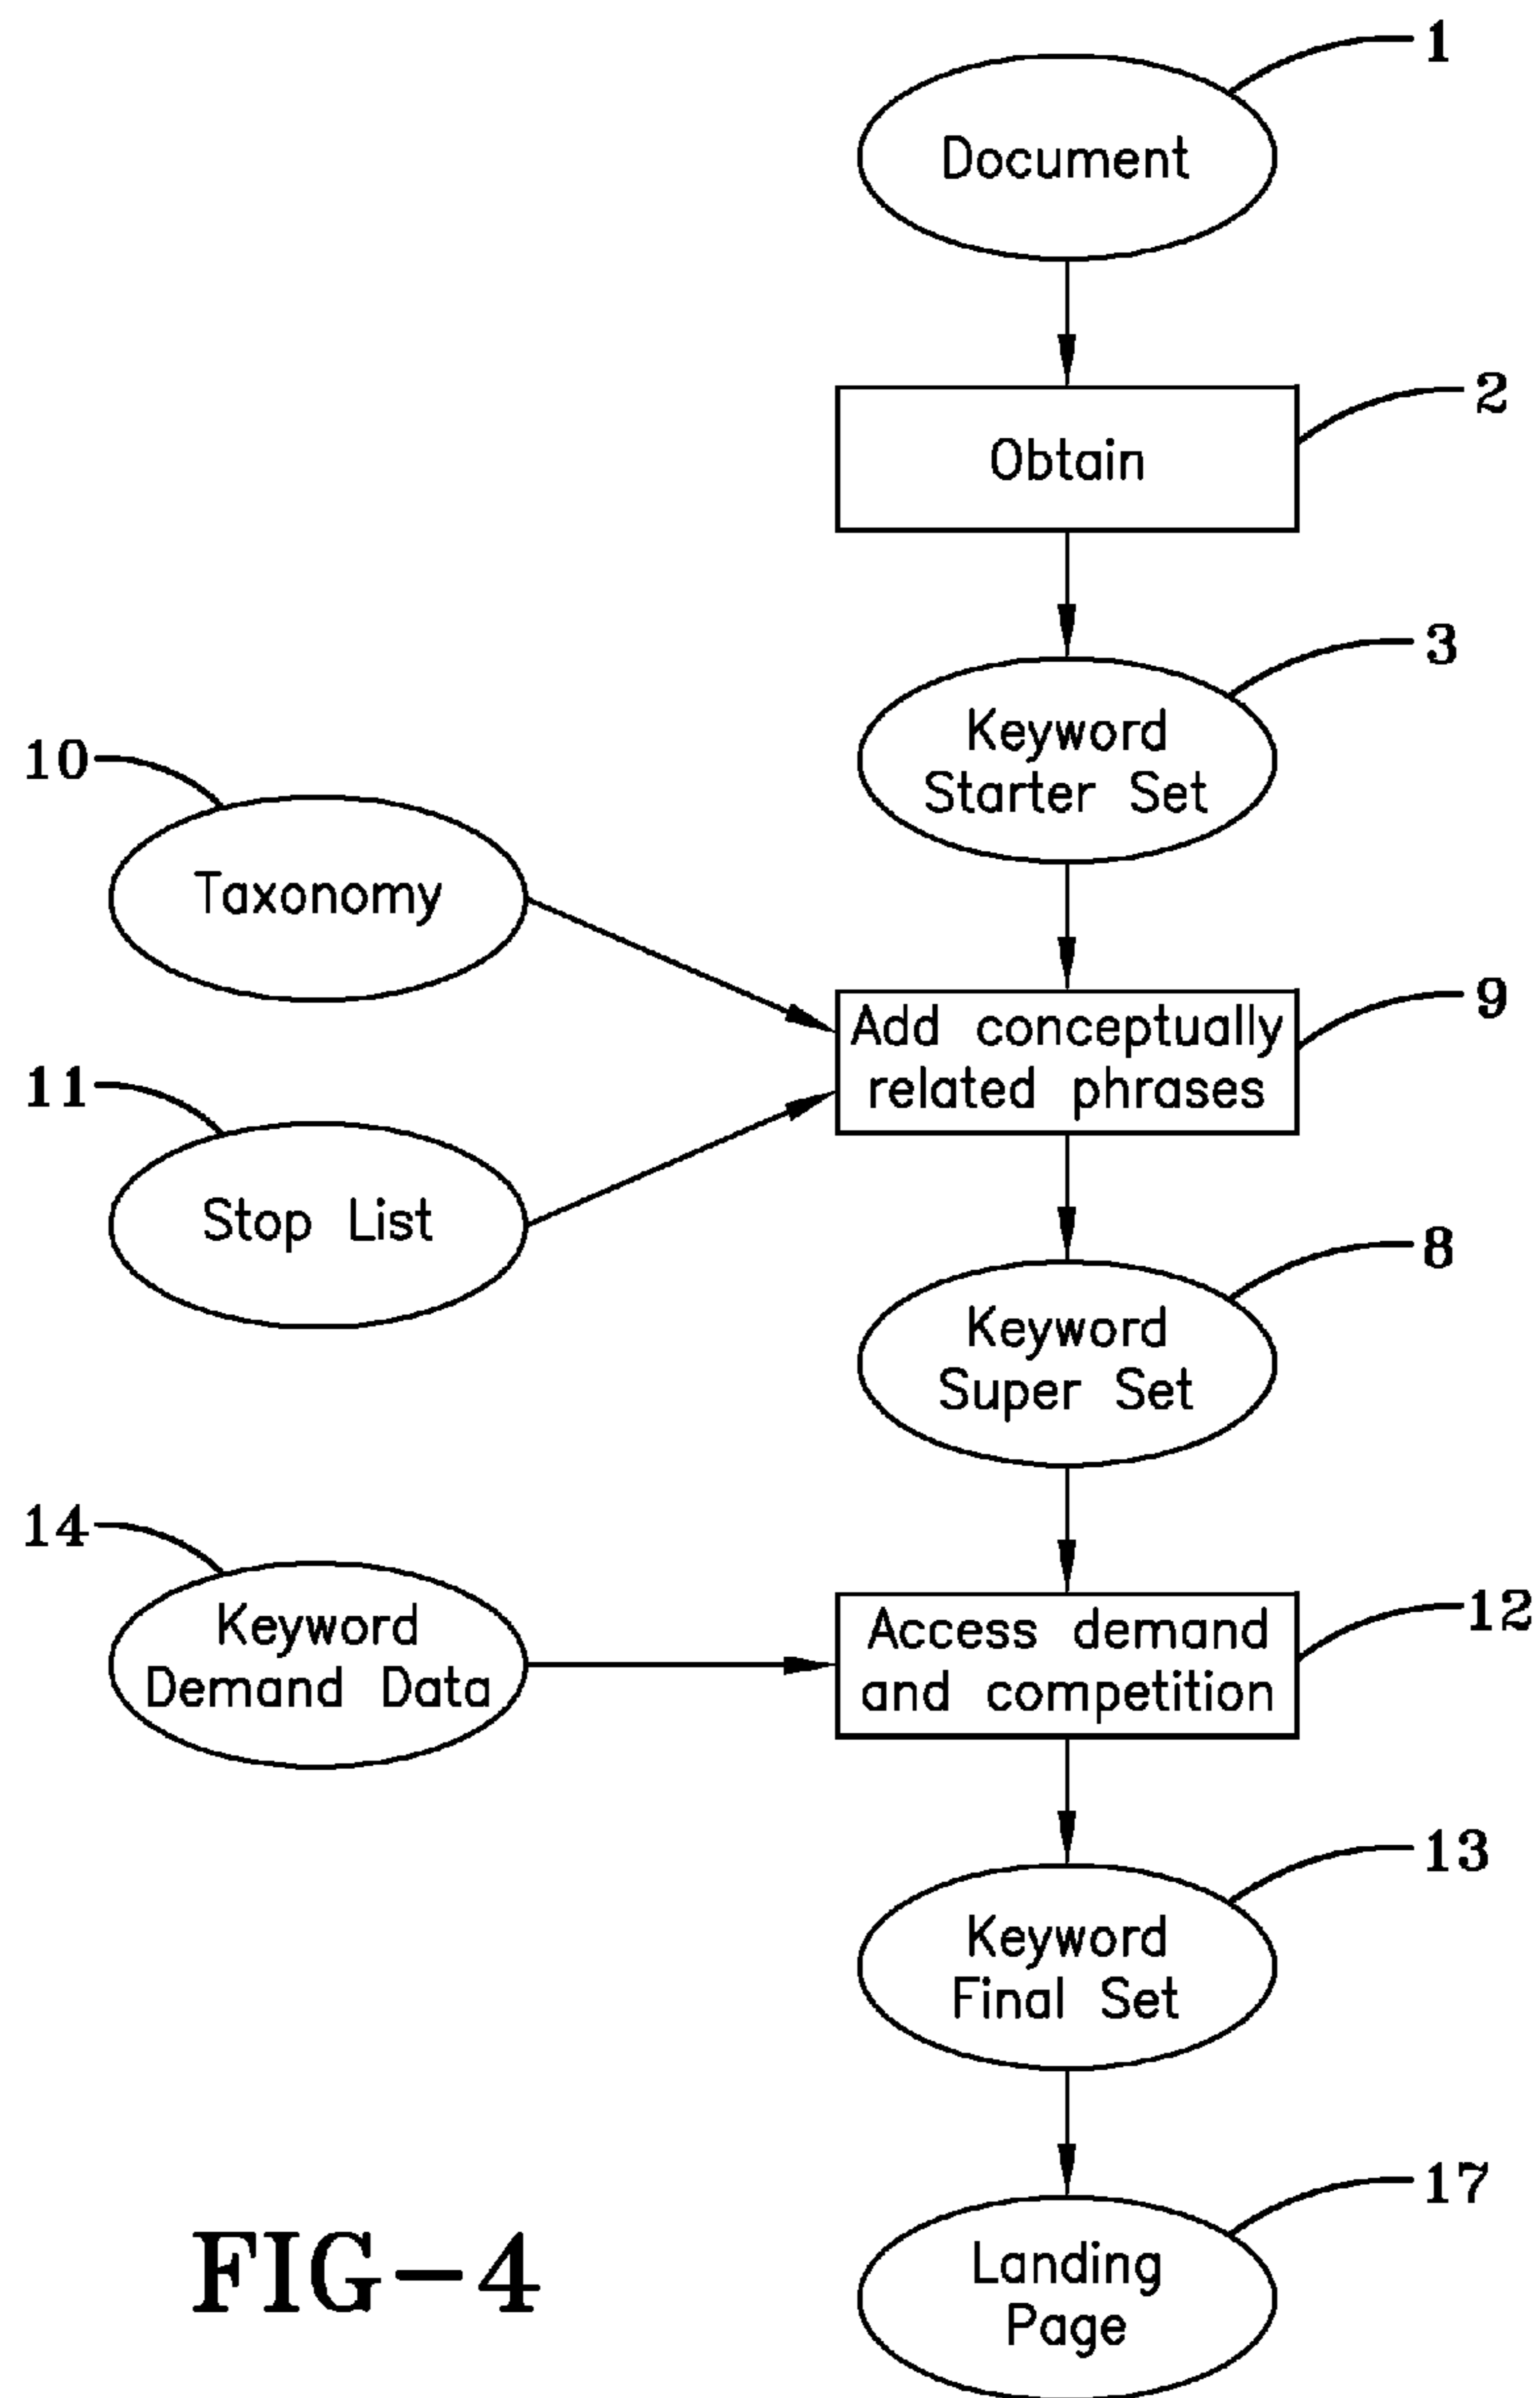 1
Document
2
Obtain
3
Keyword
Starter Set
10
Taxonomy
9
Add conceptually
related phrases
11
Stop List
8
Keyword
Super Set
14
Keyword
Demand Data
12
Access demand
and competition
13
Keyword
Final Set
17
Landing
Page
FIG-4